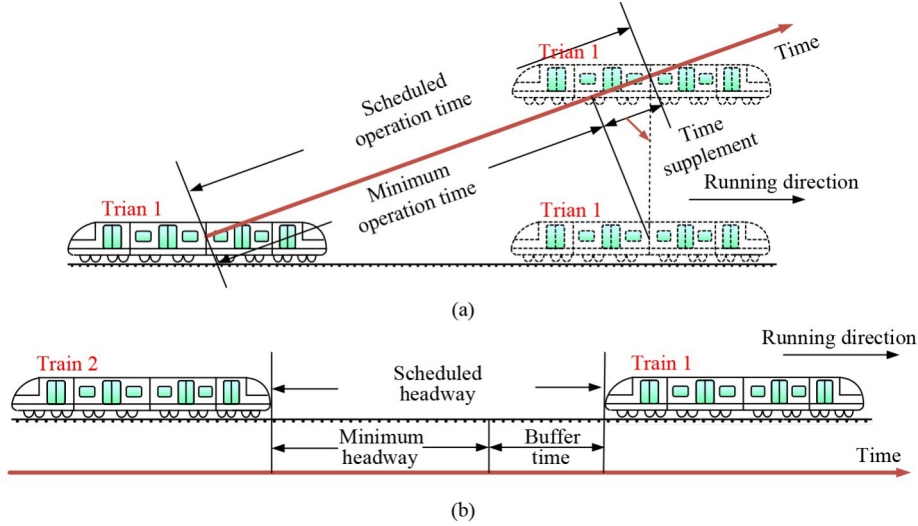 Trian 1
Time
Scheduled
operation time
Time
supplement
Minimum
operation time
Running direction
Trian 1
Trian 1
(a)
Running direction
Train 2
Scheduled
headway
Train 1
Minimum
headway
Buffer
time
Time
(b)